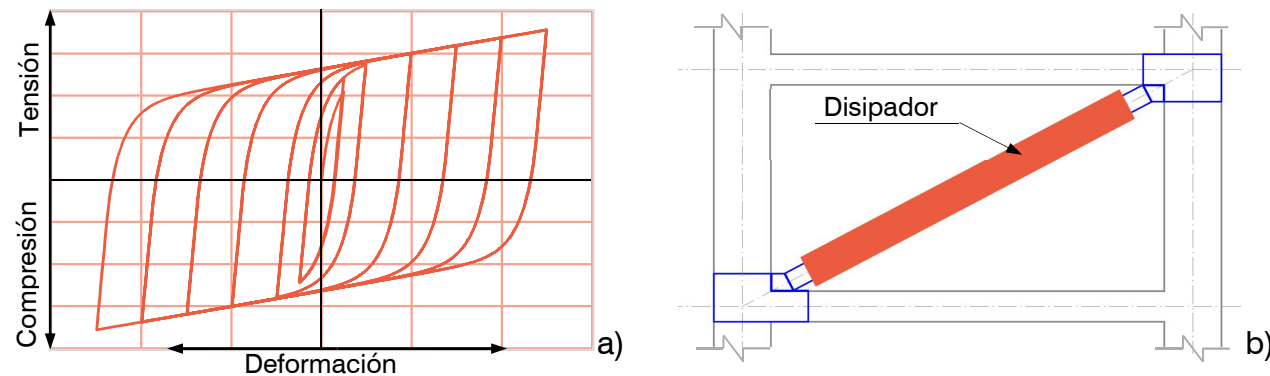 Tensión
Compresión
Deformación
a)
Disipador
b)